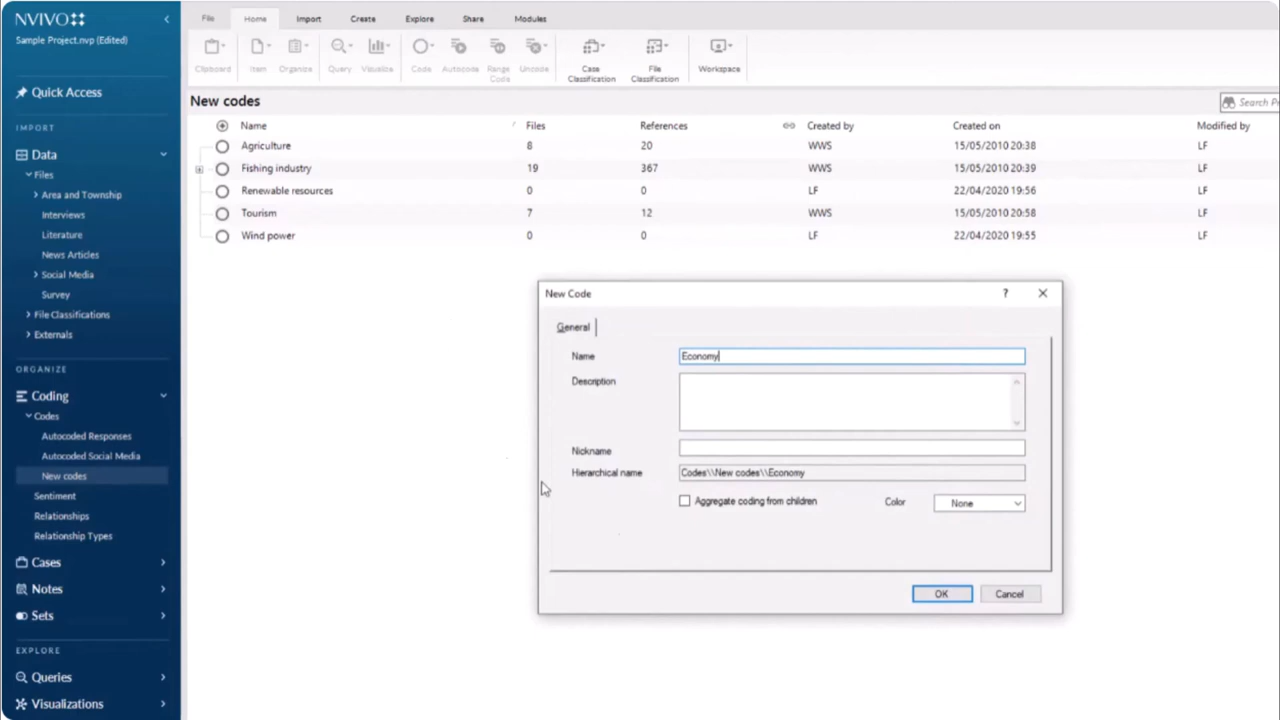 NVIVO
Sample Project.nvp (Edited)
Quick Access
IMPORT
Data
Files
Area and Township
Interviews
Literature
News Articles
Social Media
Survey
File Classifications
Externals
ORGANIZE
Coding
Codes
Autocoded Responses
Autocoded Social Media
New codes
Sentiment
Relationships
Relationship Types
Cases
Notes
Sets
EXPLORE
Queries
Visualizations
File Home Import Create Explore Share Modules
Clipboard Item Organize Query Visualize Code Autocode Range Code Uncode Case Classification File Classification Workspace
New codes
Search
Name Files References Created by Created on Modified by
Agriculture 8 20 WWS 15/05/2010 20:38 LF
Fishing industry 19 367 WWS 15/05/2010 20:39 LF
Renewable resources 0 0 LF 22/04/2020 19:56 LF
Tourism 7 12 WWS 15/05/2010 20:58 LF
Wind power 0 0 LF 22/04/2020 19:55 LF
New Code ?
General
Name Economy
Description
Nickname
Hierarchical name Codes\\New codes\\Economy
Aggregate coding from children Color None
OK Cancel